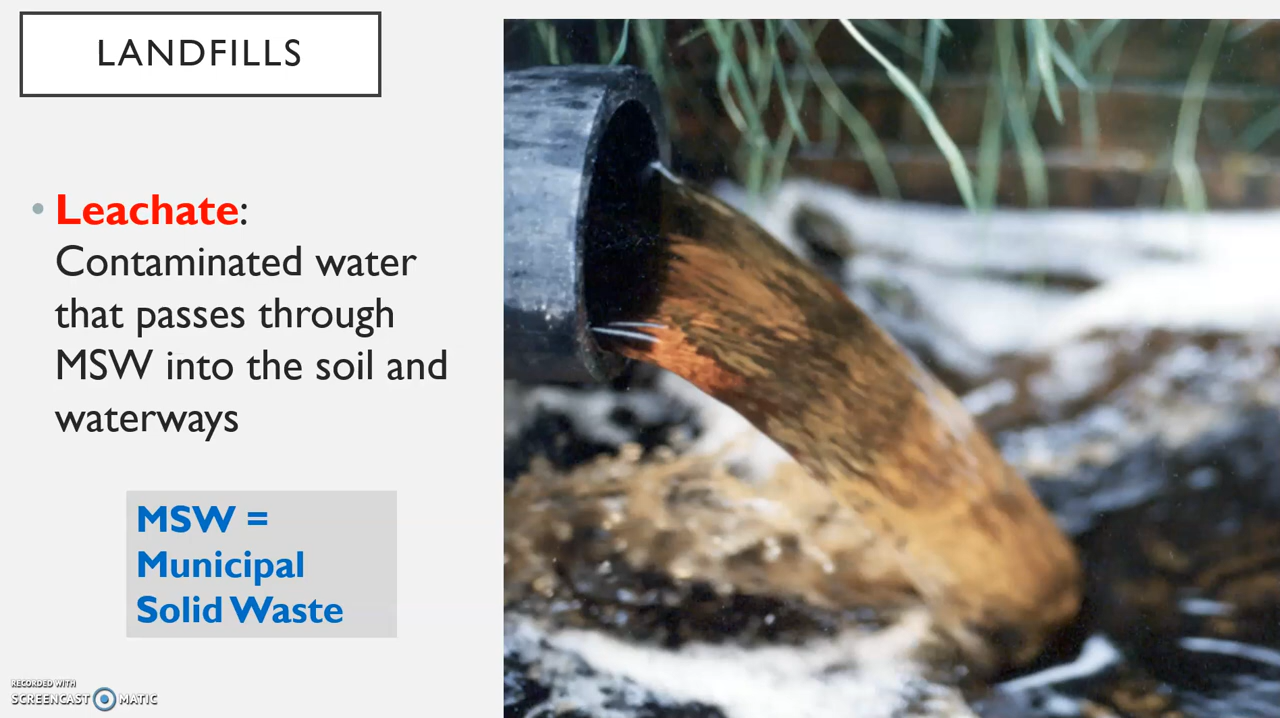 LANDFILLS
• Leachate:
Contaminated water
that passes through
MSW into the soil and
waterways
MSW =
Municipal
Solid Waste
RECORDED WITH
SCREENCAST MATIC